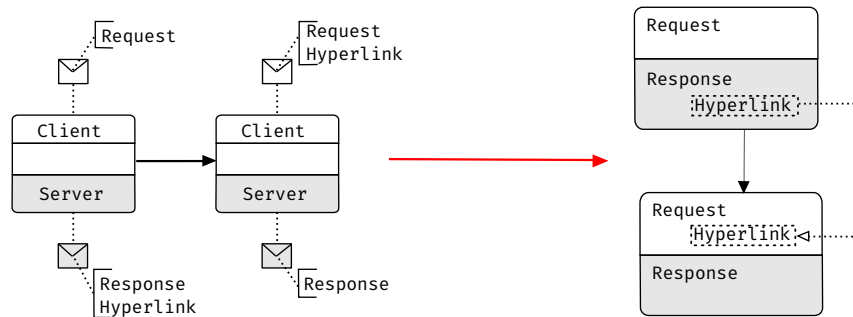 Request
Client
Server
Response
Hyperlink
Request
Hyperlink
Client
Server
Response
Request
Response
Hyperlink
Request
Hyperlink
Response